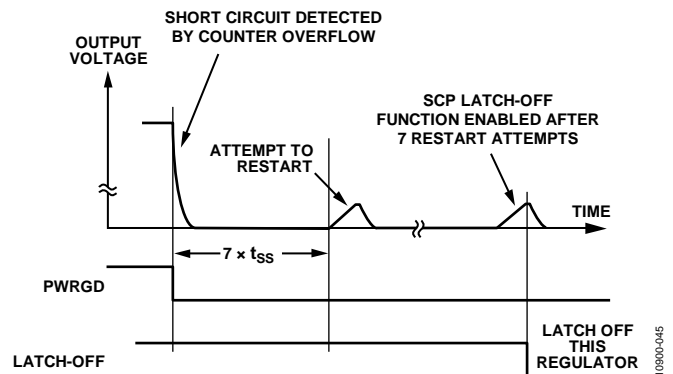 SHORT CIRCUIT DETECTED
BY COUNTER OVERFLOW
OUTPUT
VOLTAGE
SCP LATCH-OFF
FUNCTION ENABLED AFTER
7 RESTART ATTEMPTS
ATTEMPT TO
RESTART
TIME
7 × tSS
PWRGD
LATCH-OFF
LATCH OFF
THIS
REGULATOR
10900-045